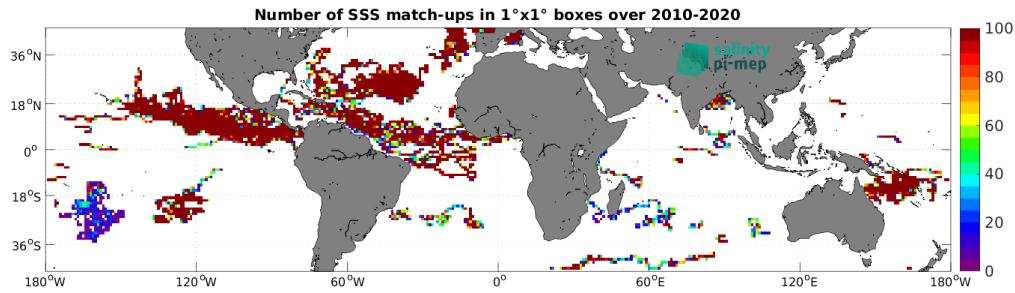 Number of SSS match-ups in 1°x1° boxes over 2010-2020
36°N
18°N
0°
18°S
36°S
180°W
120°W
60°W
0°
60°E
120°E
180°W
100
80
60
40
20
0
salinity
pi-mep